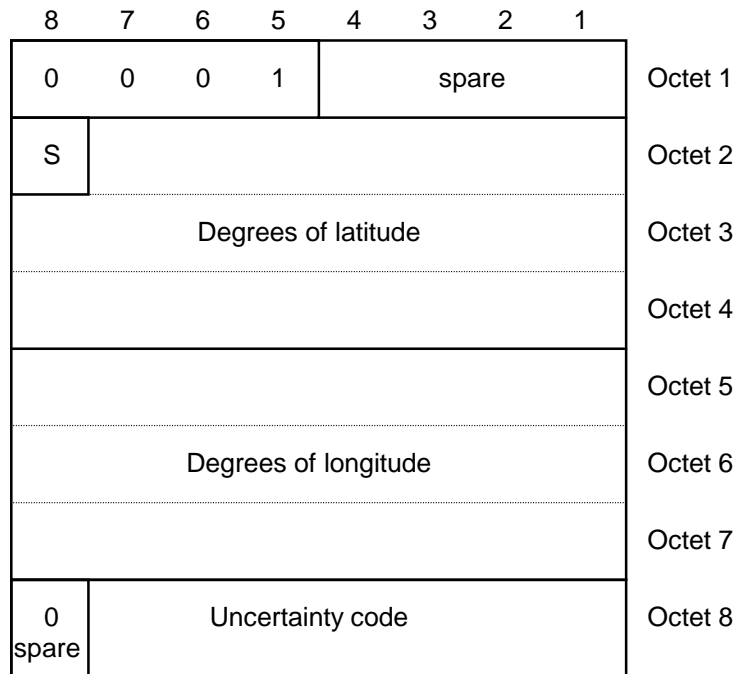 8 7 6 5 4 3 2 1
0 0 0 1 spare Octet 1
S Octet 2
Degrees of latitude Octet 3
Octet 4
Octet 5
Degrees of longitude Octet 6
Octet 7
0 Uncertainty code Octet 8
spare